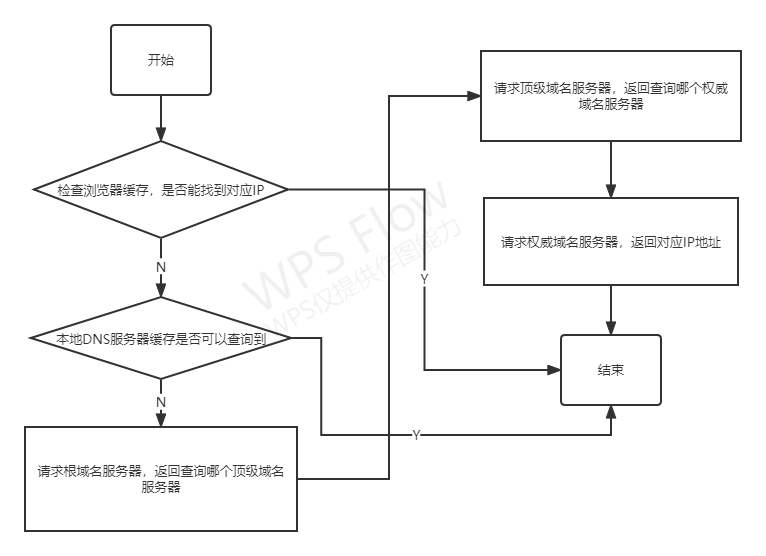 开始
检查浏览器缓存，是否能找到对应IP
N
Y
本地DNS服务器缓存是否可以查询到
N
Y
请求根域名服务器，返回查询哪个顶级域名
服务器
请求顶级域名服务器，返回查询哪个权威
域名服务器
请求权威域名服务器，返回对应IP地址
结束
WPS Flow
WPS仅提供作图能力